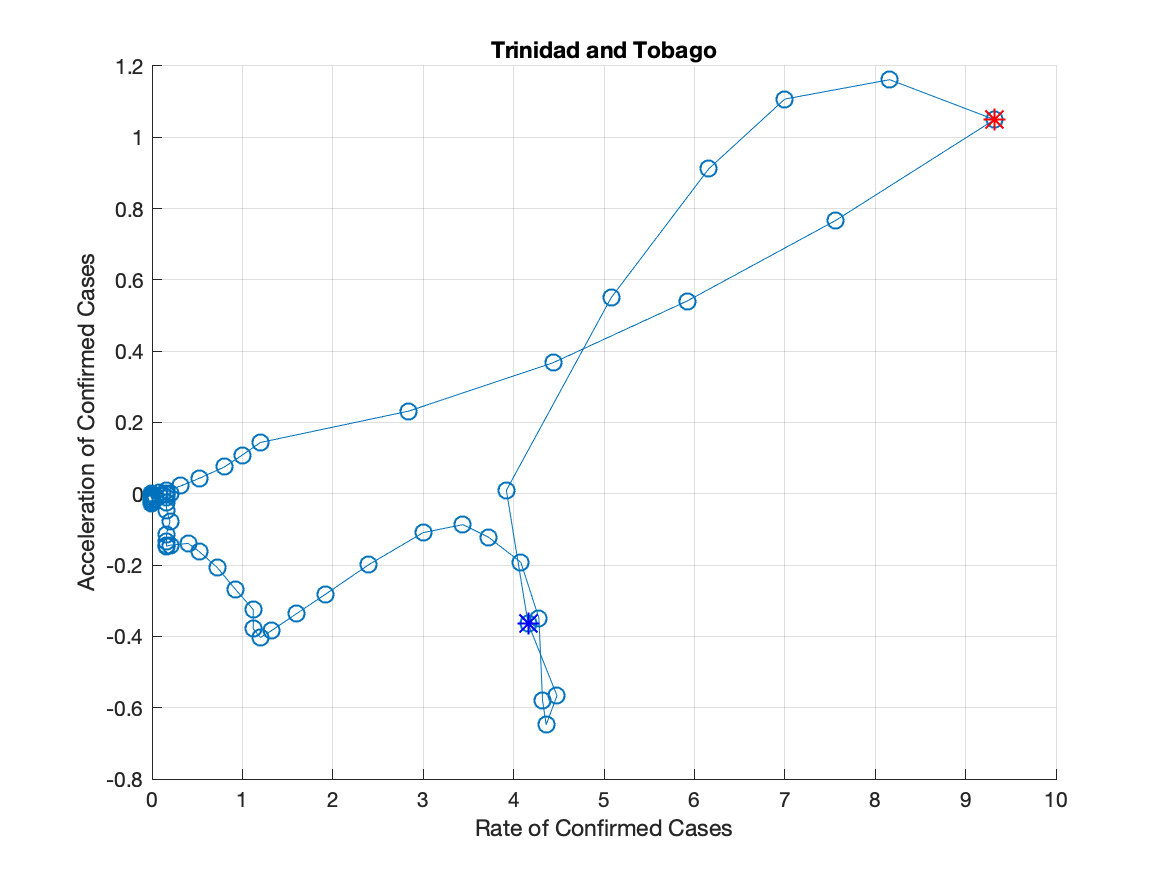 Trinidad and Tobago
1.2
1
0.8
0.6
0.4
0.2
0
-0.2
-0.4
-0.6
-0.8
Acceleration of Confirmed Cases
0 1 2 3 4 5 6 7 8 9 10
Rate of Confirmed Cases